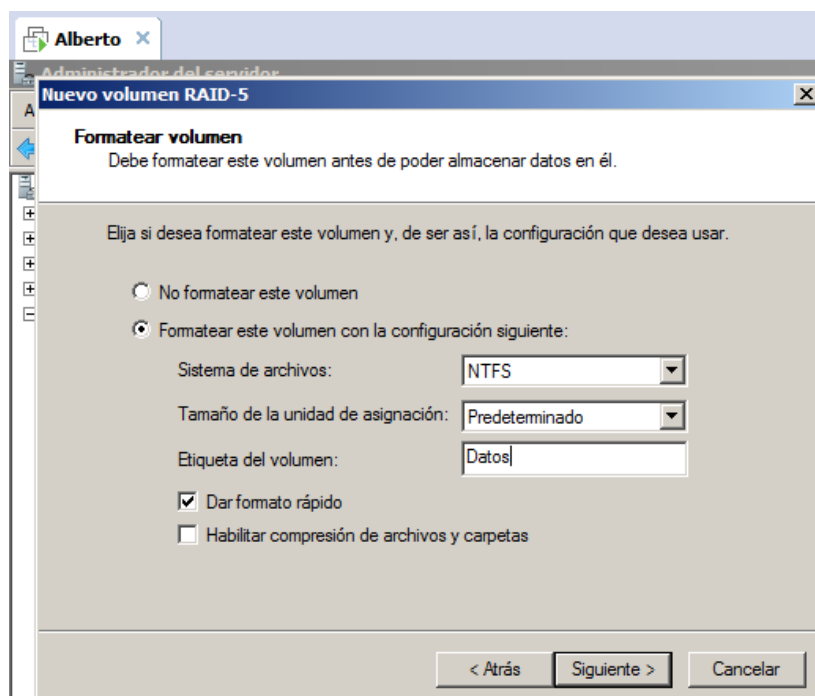 Alberto
Administrador del servidor
Nuevo volumen RAID-5
A
Formatear volumen
Debe formatear este volumen antes de poder almacenar datos en él.
Elija si desea formatear este volumen y, de ser así, la configuración que desea usar.
No formatear este volumen
Formatear este volumen con la configuración siguiente:
Sistema de archivos: NTFS
Tamaño de la unidad de asignación: Predeterminado
Etiqueta del volumen: Datos
Dar formato rápido
Habilitar compresión de archivos y carpetas
< Atrás Siguiente > Cancelar